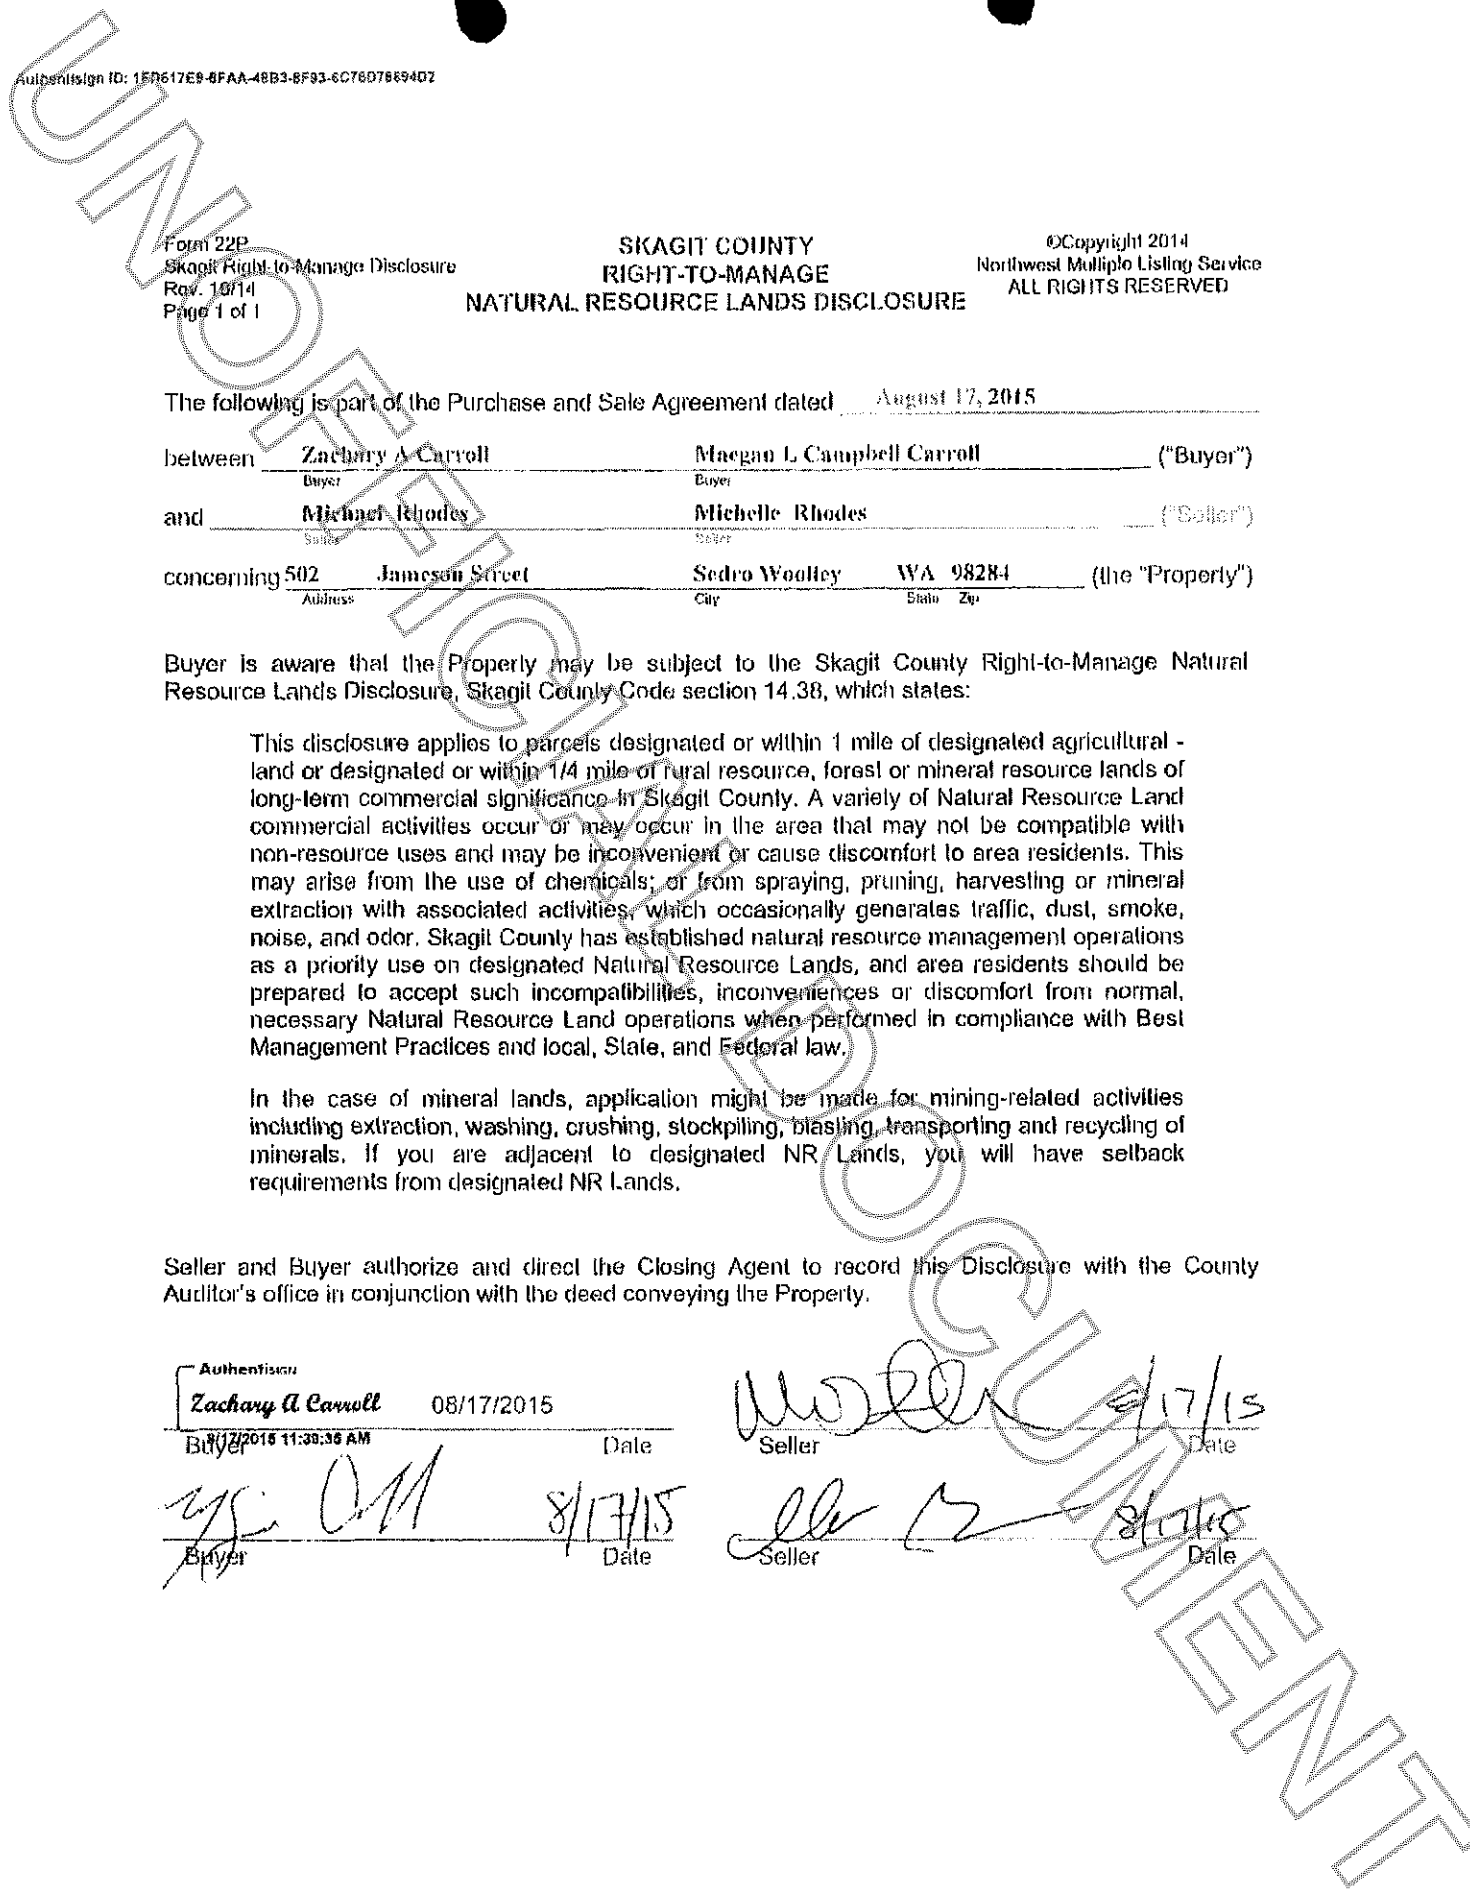 Authentisign ID: 1ED617E9-8FAA-48B3-8F93-6C76D78694D2
Form 22P
Skagit Right-to-Manage Disclosure
Rev. 10/14
Page 1 of 1
SKAGIT COUNTY
RIGHT-TO-MANAGE
NATURAL RESOURCE LANDS DISCLOSURE
©Copyright 2014
Northwest Multiple Listing Service
ALL RIGHTS RESERVED
The following is part of the Purchase and Sale Agreement dated August 17, 2015
between Zachary A Carroll Maegan L Campbell Carroll ("Buyer")
Buyer Buyer
and Michael Rhodes Michelle Rhodes ("Seller")
Seller Seller
concerning 502 Jameson Street Sedro Woolley WA 98284 (the "Property")
Address City State Zip
Buyer is aware that the Property may be subject to the Skagit County Right-to-Manage Natural
Resource Lands Disclosure, Skagit County Code section 14.38, which states:
This disclosure applies to parcels designated or within 1 mile of designated agricultural -
land or designated or within 1/4 mile of rural resource, forest or mineral resource lands of
long-term commercial significance in Skagit County. A variety of Natural Resource Land
commercial activities occur or may occur in the area that may not be compatible with
non-resource uses and may be inconvenient or cause discomfort to area residents. This
may arise from the use of chemicals; or from spraying, pruning, harvesting or mineral
extraction with associated activities, which occasionally generates traffic, dust, smoke,
noise, and odor. Skagit County has established natural resource management operations
as a priority use on designated Natural Resource Lands, and area residents should be
prepared to accept such incompatibilities, inconveniences or discomfort from normal,
necessary Natural Resource Land operations when performed in compliance with Best
Management Practices and local, State, and Federal law.
In the case of mineral lands, application might be made for mining-related activities
including extraction, washing, crushing, stockpiling, blasting, transporting and recycling of
minerals. If you are adjacent to designated NR Lands, you will have setback
requirements from designated NR Lands.
Seller and Buyer authorize and direct the Closing Agent to record this Disclosure with the County
Auditor's office in conjunction with the deed conveying the Property.
Authentisign
Zachary A Carroll 08/17/2015 8/17/15
Buyer 8/17/2015 11:38:36 AM Date Seller Date
8/17/15 8/17/15
Buyer Date Seller Date
UNOFFICIAL DOCUMENT